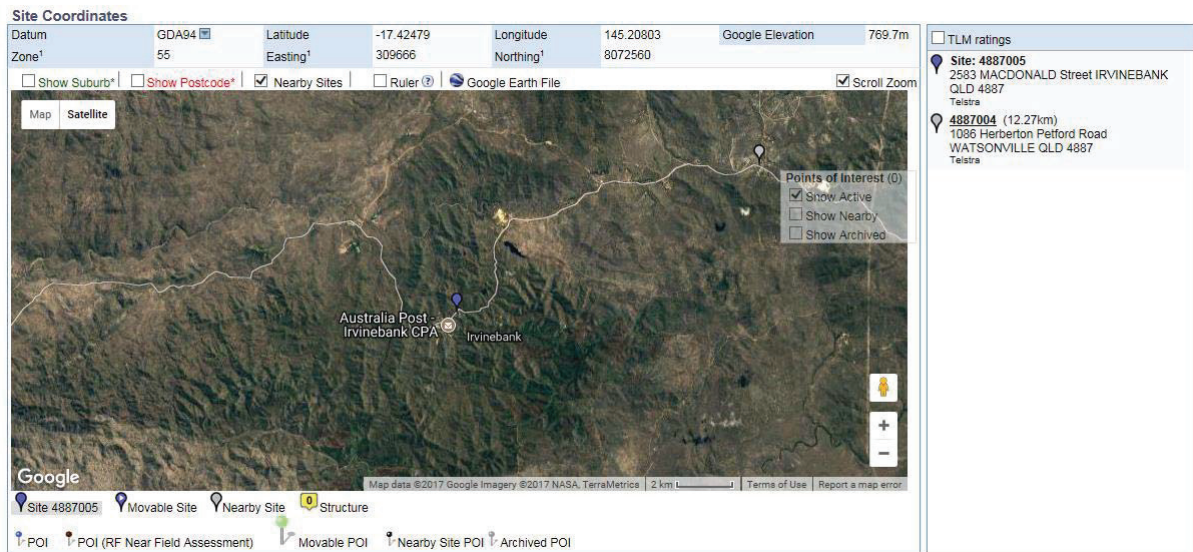 Site Coordinates
Datum GDA94 Latitude -17.42479 Longitude 145.20803 Google Elevation 769.7m
Zone¹ 55 Easting¹ 309666 Northing¹ 8072560
Show Suburb* Show Postcode* Nearby Sites Ruler Google Earth File Scroll Zoom
Map Satellite
Points of Interest (0)
Show Active
Show Nearby
Show Archived
Australia Post -
Irvinebank CPA
Irvinebank
Google
Map data ©2017 Google Imagery ©2017 NASA, TerraMetrics 2 km Terms of Use Report a map error
Site 4887005 Movable Site Nearby Site 0 Structure
POI POI (RF Near Field Assessment) Movable POI Nearby Site POI Archived POI
TLM ratings
Site: 4887005
2583 MACDONALD Street IRVINEBANK
QLD 4887
Telstra
4887004 (12.27km)
1086 Herberton Petford Road
WATSONVILLE QLD 4887
Telstra